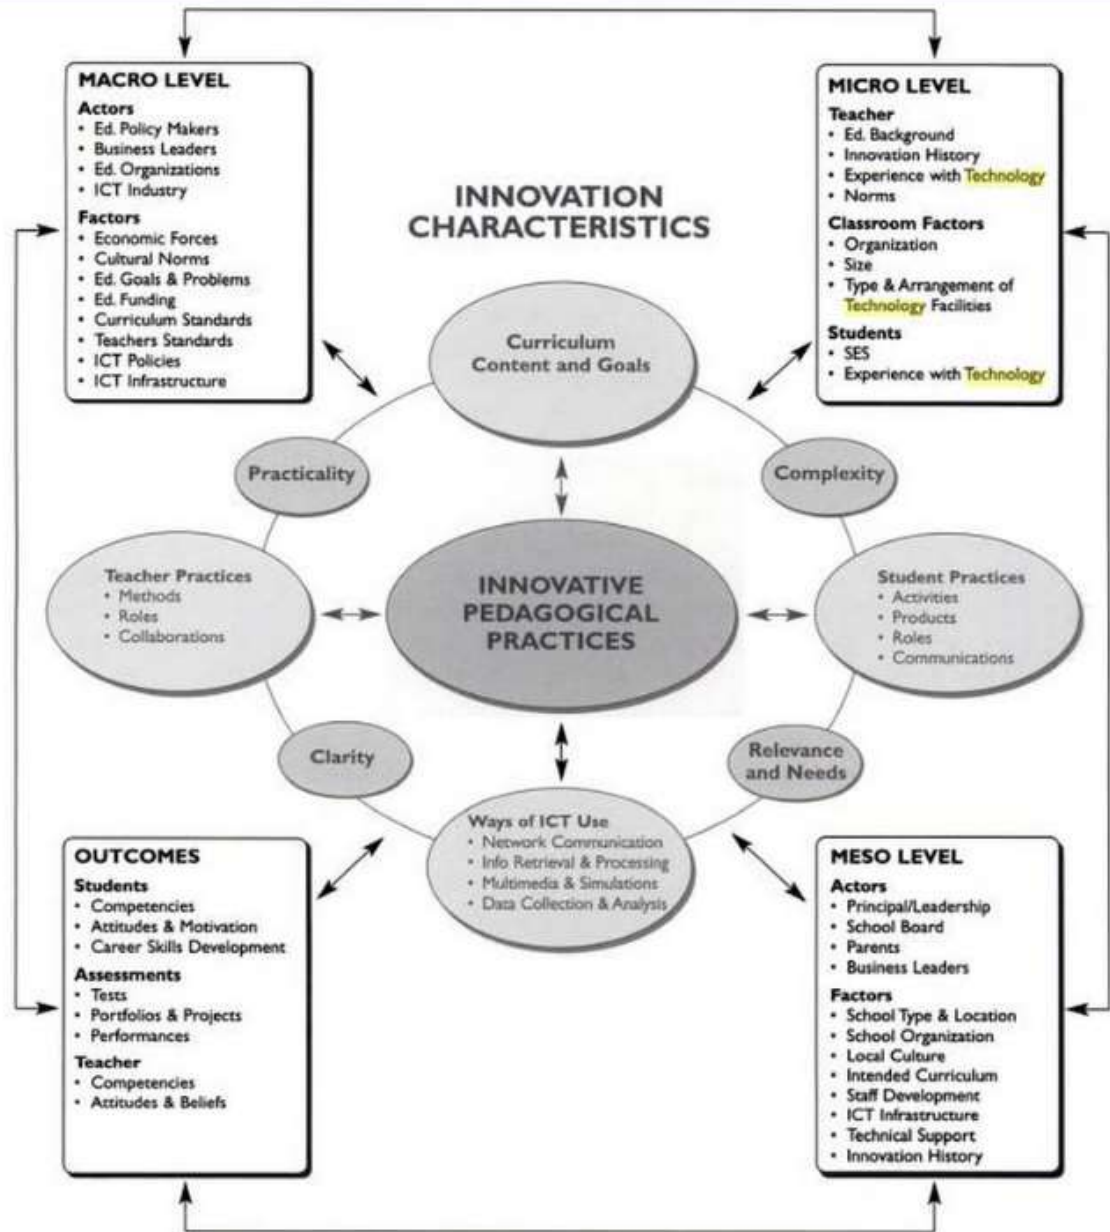 MACRO LEVEL
Actors
• Ed. Policy Makers
• Business Leaders
• Ed. Organizations
• ICT Industry
Factors
• Economic Forces
• Cultural Norms
• Ed. Goals & Problems
• Ed. Funding
• Curriculum Standards
• Teachers Standards
• ICT Policies
• ICT Infrastructure
MICRO LEVEL
Teacher
• Ed. Background
• Innovation History
• Experience with Technology
• Norms
Classroom Factors
• Organization
• Size
• Type & Arrangement of
Technology Facilities
Students
• SES
• Experience with Technology
INNOVATION
CHARACTERISTICS
Curriculum
Content and Goals
Practicality
Complexity
Teacher Practices
• Methods
• Roles
• Collaborations
INNOVATIVE
PEDAGOGICAL
PRACTICES
Student Practices
• Activities
• Products
• Roles
• Communications
Clarity
Relevance
and Needs
Ways of ICT Use
• Network Communication
• Info Retrieval & Processing
• Multimedia & Simulations
• Data Collection & Analysis
OUTCOMES
Students
• Competencies
• Attitudes & Motivation
• Career Skills Development
Assessments
• Tests
• Portfolios & Projects
• Performances
Teacher
• Competencies
• Attitudes & Beliefs
MESO LEVEL
Actors
• Principal/Leadership
• School Board
• Parents
• Business Leaders
Factors
• School Type & Location
• School Organization
• Local Culture
• Intended Curriculum
• Staff Development
• ICT Infrastructure
• Technical Support
• Innovation History